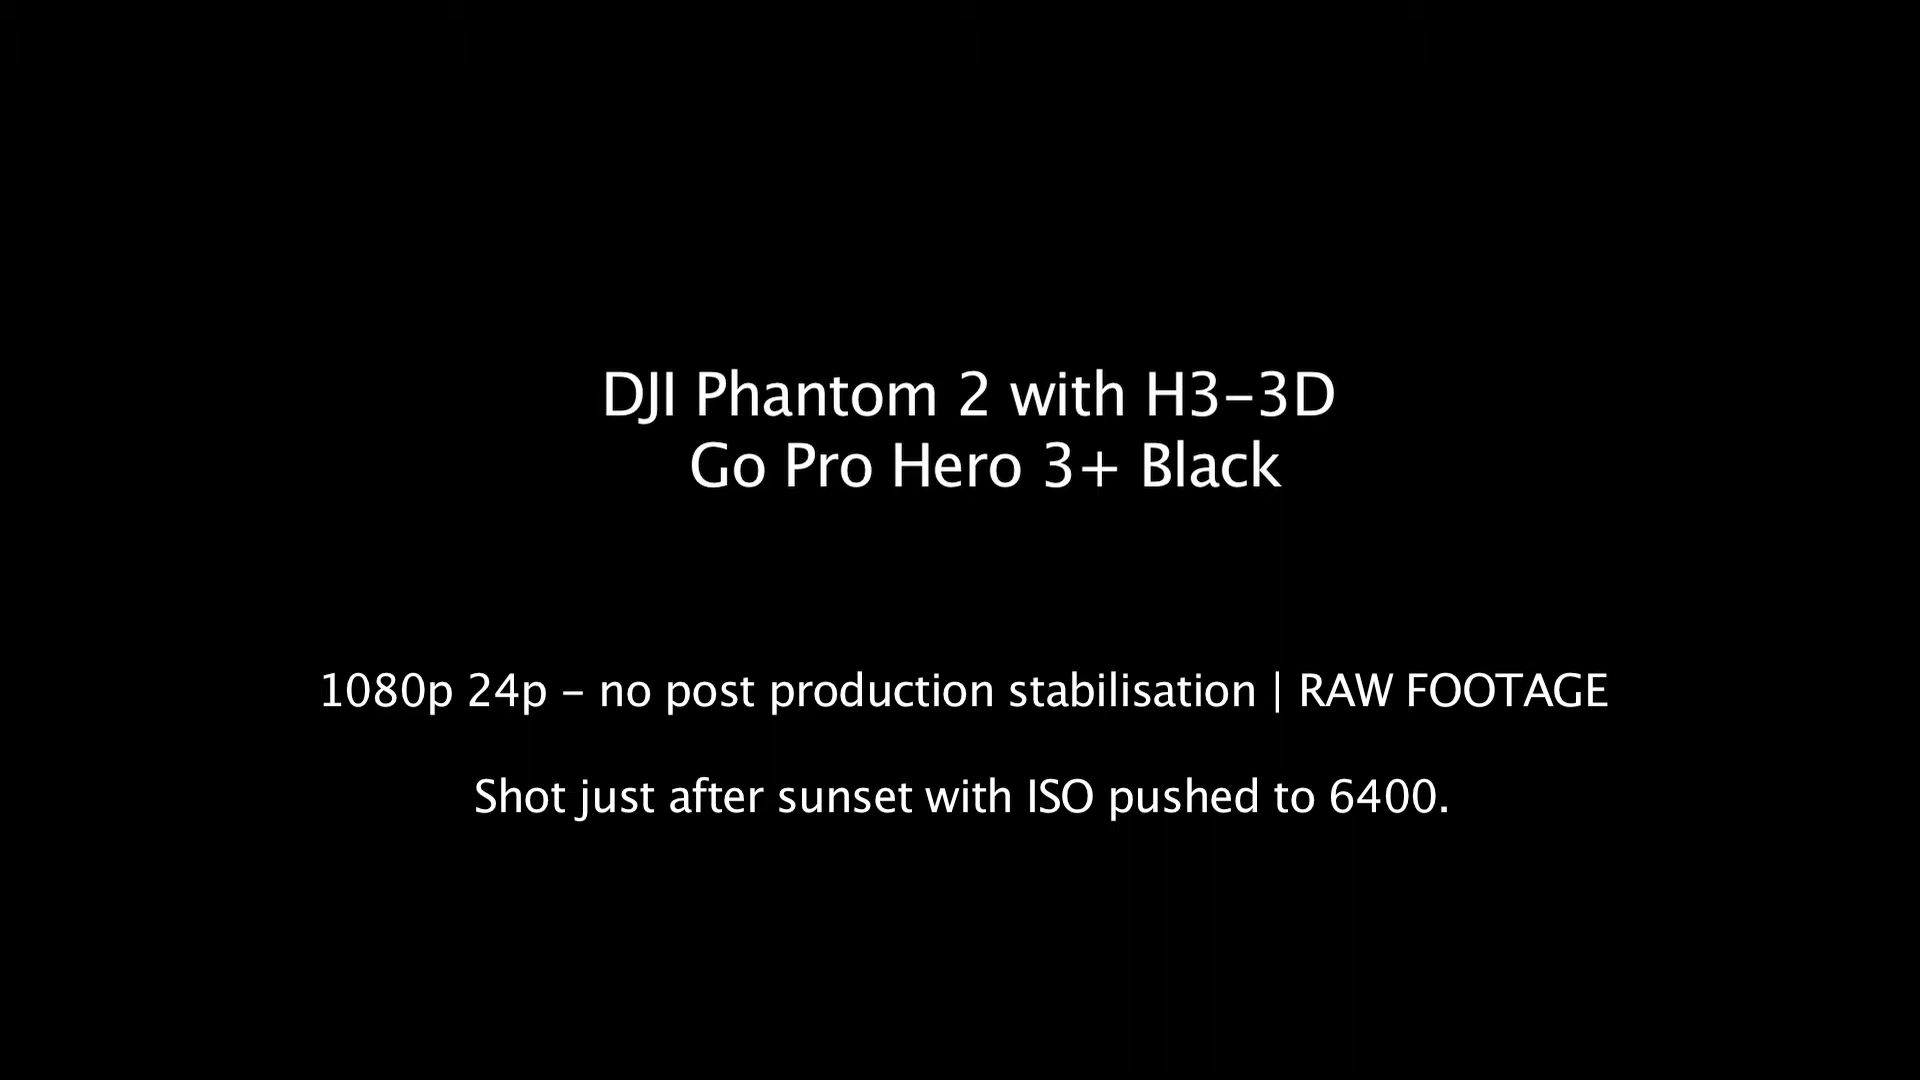 DJI Phantom 2 with H3-3D
Go Pro Hero 3+ Black
1080p 24p - no post production stabilisation | RAW FOOTAGE
Shot just after sunset with ISO pushed to 6400.